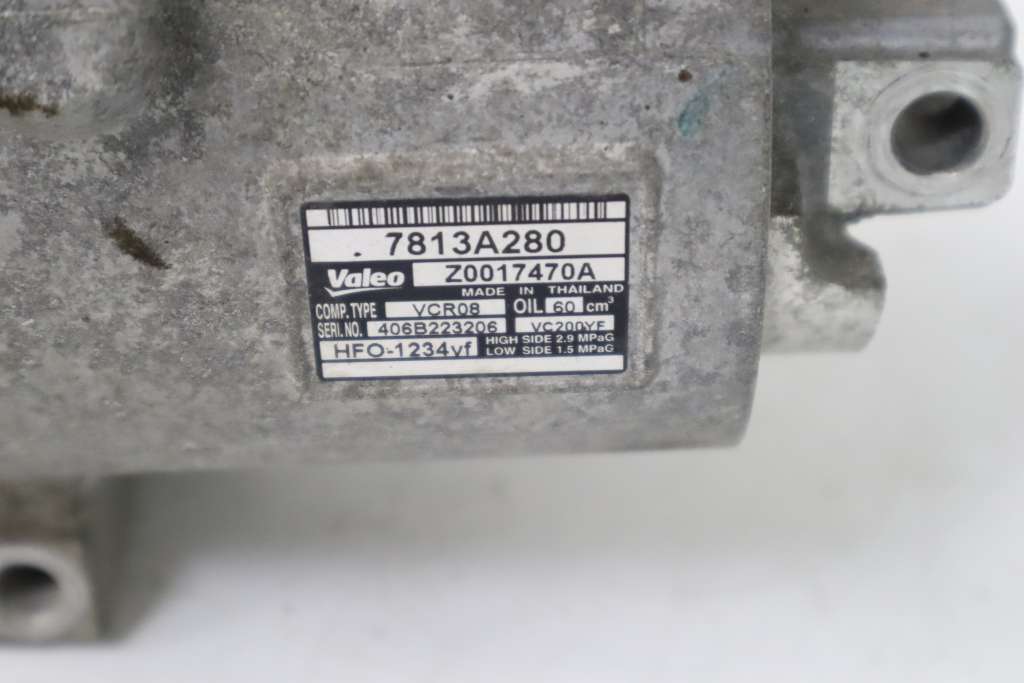 7813A280
Valeo Z0017470A
MADE IN THAILAND
COMP. TYPE VCR08 OIL 60 cm³
SERI. NO. 406B223206 VC200YF
HFO-1234yf HIGH SIDE 2.9 MPaG
LOW SIDE 1.5 MPaG